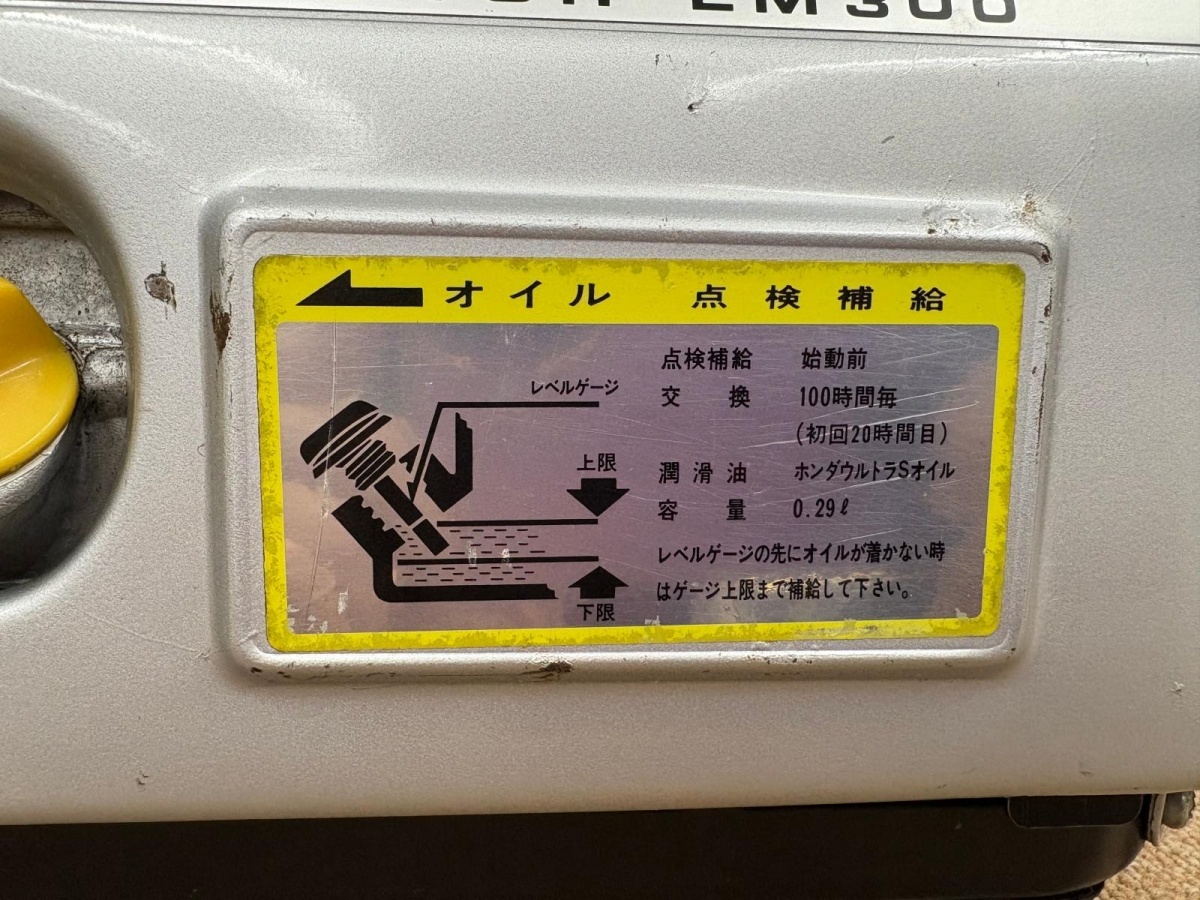 EM300
オイル 点検補給
点検補給 始動前
交換 100時間毎
(初回20時間目)
潤滑油 ホンダウルトラSオイル
容量 0.29ℓ
レベルゲージの先にオイルが着かない時
はゲージ上限まで補給して下さい。
レベルゲージ
上限
下限